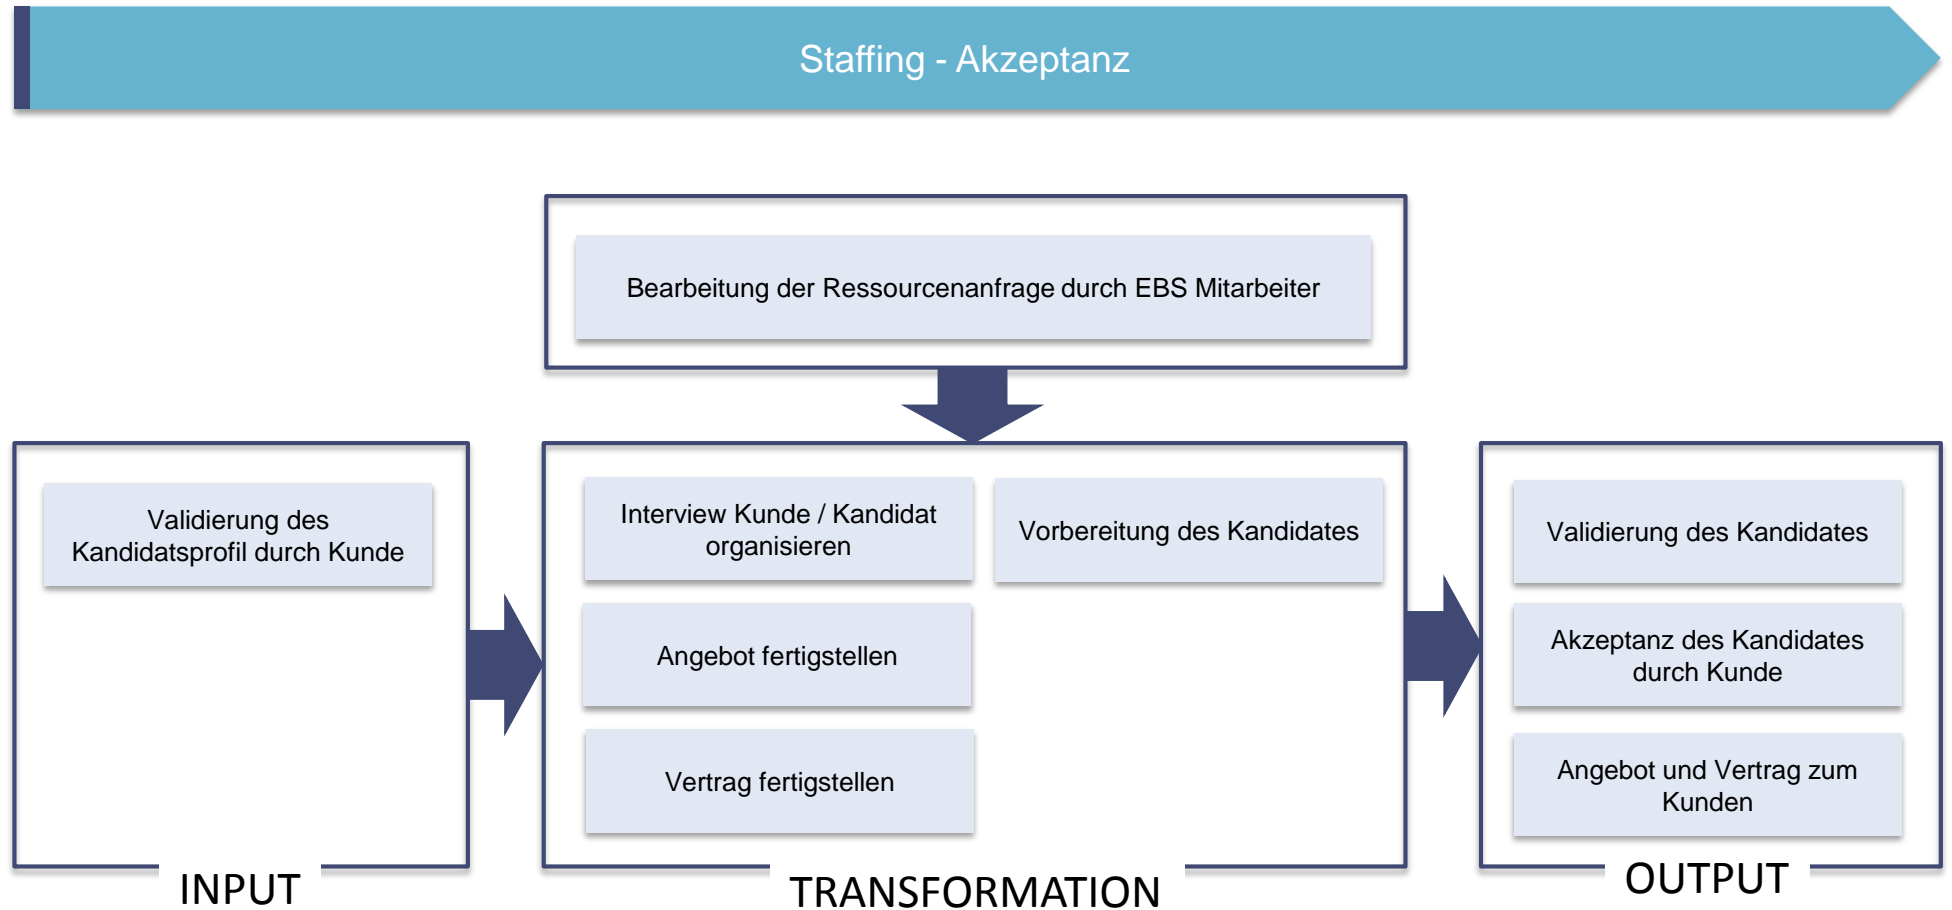 Staffing - Akzeptanz
Bearbeitung der Ressourcenanfrage durch EBS Mitarbeiter
Validierung des
Kandidatsprofil durch Kunde
INPUT
Interview Kunde / Kandidat
organisieren
Vorbereitung des Kandidates
Angebot fertigstellen
Vertrag fertigstellen
TRANSFORMATION
Validierung des Kandidates
Akzeptanz des Kandidates
durch Kunde
Angebot und Vertrag zum
Kunden
OUTPUT